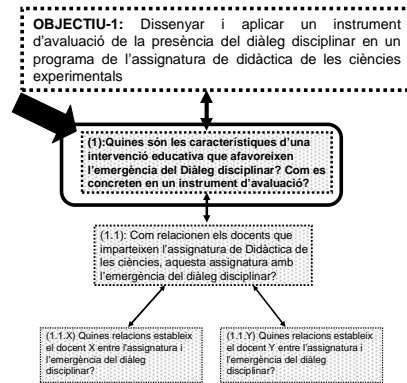 OBJECTIU-1: Dissenyar i aplicar un instrument
d'avaluació de la presència del diàleg disciplinar en un
programa de l'assignatura de didàctica de les ciències
experimentals
(1):Quines són les característiques d'una
intervenció educativa que afavoreixen
l'emergència del Diàleg disciplinar? Com es
concreten en un instrument d'avaluació?
(1.1): Com relacionen els docents que
imparteixen l'assignatura de Didàctica de
les ciències, aquesta assignatura amb
l'emergència del diàleg disciplinar?
(1.1.X) Quines relacions estableix
el docent X entre l'assignatura i
l'emergència del diàleg
disciplinar?
(1.1.Y) Quines relacions estableix
el docent Y entre l'assignatura i
l'emergència del diàleg
disciplinar?